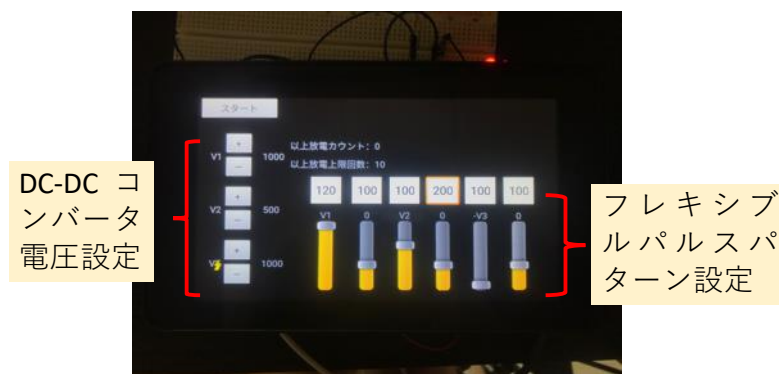 スタート
V1
+
−
1000
以上放電カウント: 0
以上放電上限回数: 10
V2
+
−
500
+
−
1000
120 100 100 200 100 100
V1 0 V2 0 -V3 0
DC-DC コ
ンバータ
電圧設定
フレキシブ
ルパルスパ
ターン設定